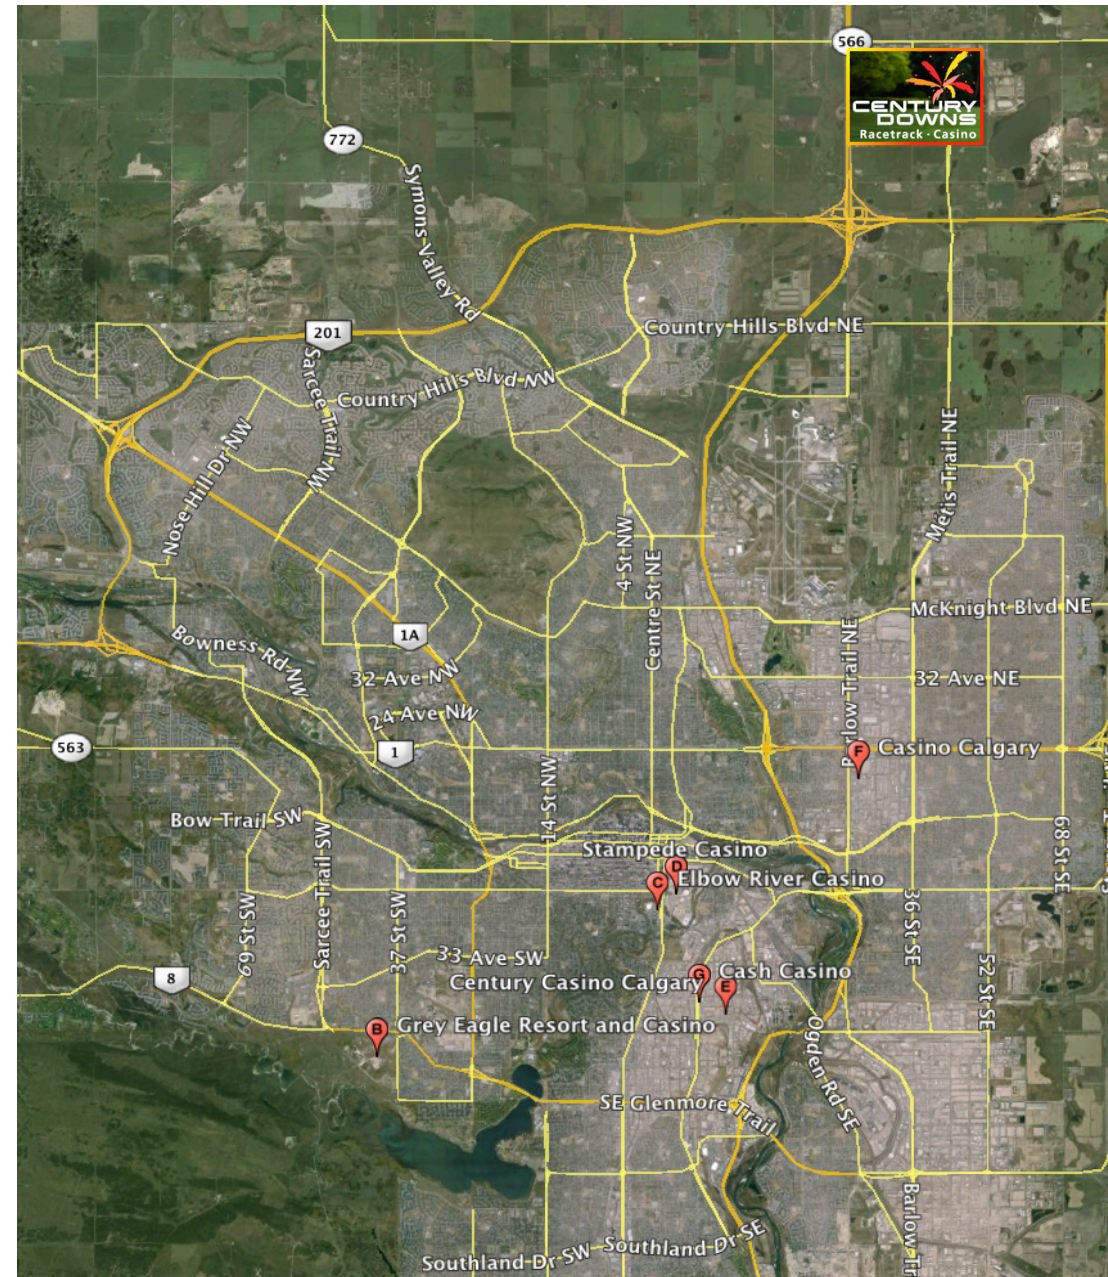 566
CENTURY
DOWNS
Racetrack · Casino
772
Symons Valley Rd
201
Country Hills Blvd NE
Sarcee Trail NW
Country Hills Blvd NW
Nose Hill Dr NW
Metis Trail NE
4 St NW
Centre St NE
McKnight Blvd NE
1A
Bowness Rd NW
32 Ave NW
Barlow Trail NE
32 Ave NE
24 Ave NW
563
1
F
Casino Calgary
14 St NW
Bow Trail SW
Sarcee Trail SW
68 St SE
Stampede Casino
D
C
Elbow River Casino
69 St SW
37 St SW
36 St SE
33 Ave SW
52 St SE
8
G
Cash Casino
Century Casino Calgary
E
B
Grey Eagle Resort and Casino
Ogden Rd SE
SE Glenmore Trail
Barlow Tr
Southland Dr SW
Southland Dr SE